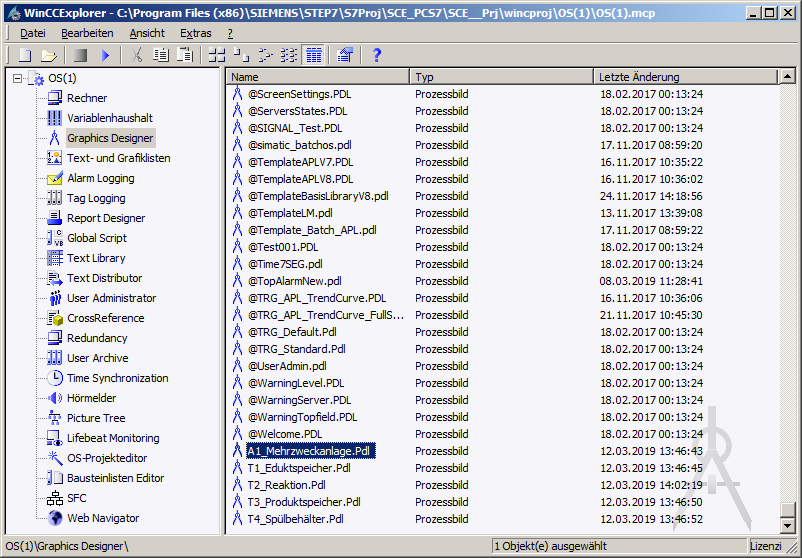 WinCCExplorer - C:\Program Files (x86)\SIEMENS\STEP7\S7Proj\SCE_PCS7\SCE__Prj\wincproj\OS(1)\OS(1).mcp
Datei Bearbeiten Ansicht Extras ?
OS(1)
Rechner
Variablenhaushalt
Graphics Designer
Text- und Grafiklisten
Alarm Logging
Tag Logging
Report Designer
Global Script
Text Library
Text Distributor
User Administrator
CrossReference
Redundancy
User Archive
Time Synchronization
Hörmelder
Picture Tree
Lifebeat Monitoring
OS-Projekteditor
Bausteinlisten Editor
SFC
Web Navigator
Name Typ Letzte Änderung
@ScreenSettings.PDL Prozessbild 18.02.2017 00:13:24
@ServersStates.PDL Prozessbild 18.02.2017 00:13:24
@SIGNAL_Test.PDL Prozessbild 18.02.2017 00:13:24
@simatic_batchos.pdl Prozessbild 17.11.2017 08:59:20
@TemplateAPLV7.PDL Prozessbild 16.11.2017 10:35:22
@TemplateAPLV8.PDL Prozessbild 16.11.2017 10:36:02
@TemplateBasisLibraryV8.pdl Prozessbild 24.11.2017 14:18:56
@TemplateLM.pdl Prozessbild 13.11.2017 13:39:08
@Template_Batch_APL.pdl Prozessbild 17.11.2017 08:59:22
@Test001.PDL Prozessbild 18.02.2017 00:13:24
@Time7SEG.pdl Prozessbild 18.02.2017 00:13:24
@TopAlarmNew.pdl Prozessbild 08.03.2019 11:28:41
@TRG_APL_TrendCurve.PDL Prozessbild 16.11.2017 10:36:06
@TRG_APL_TrendCurve_FullS... Prozessbild 21.11.2017 10:45:30
@TRG_Default.Pdl Prozessbild 18.02.2017 00:13:24
@TRG_Standard.Pdl Prozessbild 18.02.2017 00:13:24
@UserAdmin.pdl Prozessbild 18.02.2017 00:13:24
@WarningLevel.PDL Prozessbild 18.02.2017 00:13:24
@WarningServer.PDL Prozessbild 18.02.2017 00:13:24
@WarningTopfield.PDL Prozessbild 18.02.2017 00:13:24
@Welcome.PDL Prozessbild 18.02.2017 00:13:24
A1_Mehrzweckanlage.Pdl Prozessbild 12.03.2019 13:46:43
T1_Eduktspeicher.Pdl Prozessbild 12.03.2019 13:46:45
T2_Reaktion.Pdl Prozessbild 12.03.2019 14:02:19
T3_Produktspeicher.Pdl Prozessbild 12.03.2019 13:46:50
T4_Spülbehälter.Pdl Prozessbild 12.03.2019 13:46:52
OS(1)\Graphics Designer\ 1 Objekt(e) ausgewählt Lizenzi